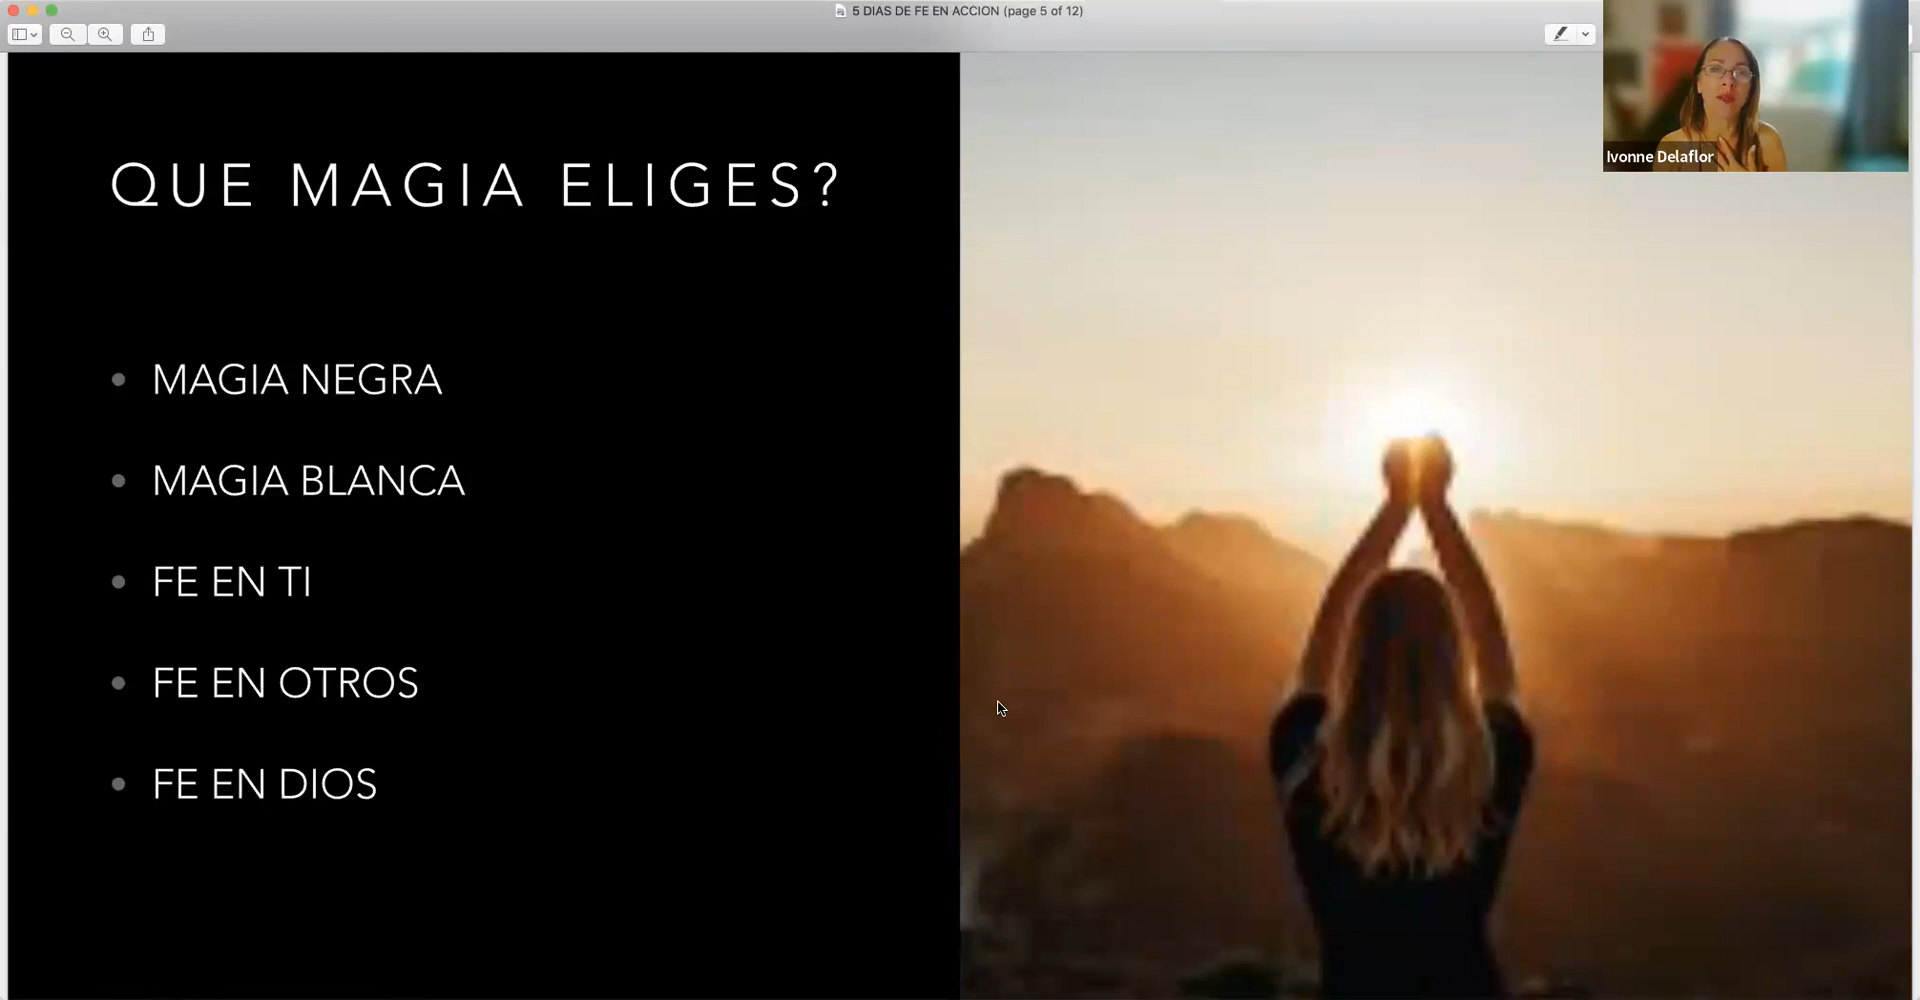 5 DIAS DE FE EN ACCION (page 5 of 12)
Ivonne Delaflor
QUE MAGIA ELIGES?
MAGIA NEGRA
MAGIA BLANCA
FE EN TI
FE EN OTROS
FE EN DIOS